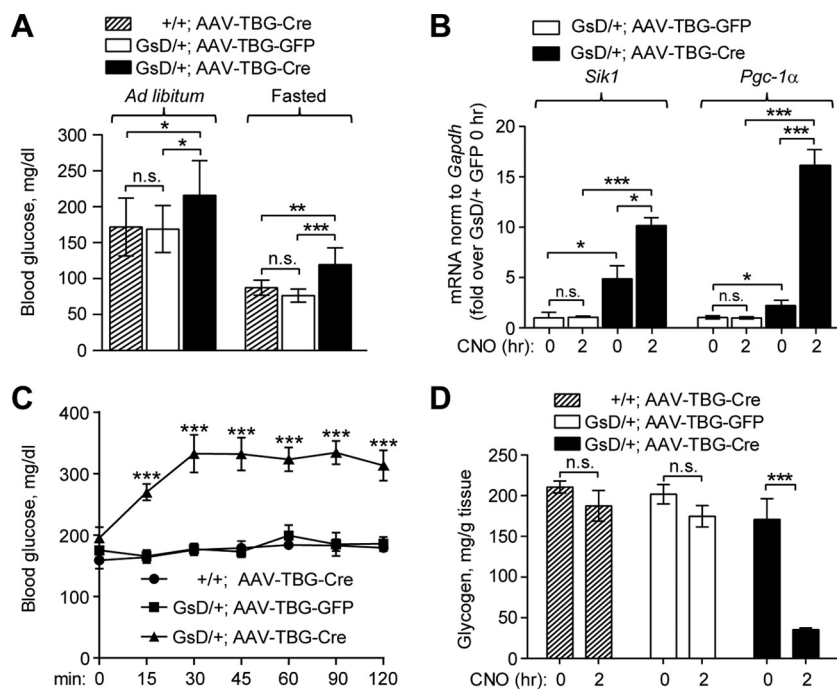 A
+/+; AAV-TBG-Cre
GsD/+; AAV-TBG-GFP
GsD/+; AAV-TBG-Cre
Ad libitum Fasted
Blood glucose, mg/dl
300
250
200
150
100
50
0
* * n.s.
** *** n.s.
B
GsD/+; AAV-TBG-GFP
GsD/+; AAV-TBG-Cre
Sik1 Pgc-1α
mRNA norm to Gapdh
(fold over GsD/+ GFP 0 hr)
20
15
10
5
0
*** * * n.s.
*** *** * n.s.
CNO (hr): 0 2 0 2 0 2 0 2
C
Blood glucose, mg/dl
400
300
200
100
0
*** *** *** *** *** ***
+/+; AAV-TBG-Cre
GsD/+; AAV-TBG-GFP
GsD/+; AAV-TBG-Cre
min: 0 15 30 45 60 90 120
D
+/+; AAV-TBG-Cre
GsD/+; AAV-TBG-GFP
GsD/+; AAV-TBG-Cre
Glycogen, mg/g tissue
250
200
150
100
50
0
n.s. n.s. ***
CNO (hr): 0 2 0 2 0 2